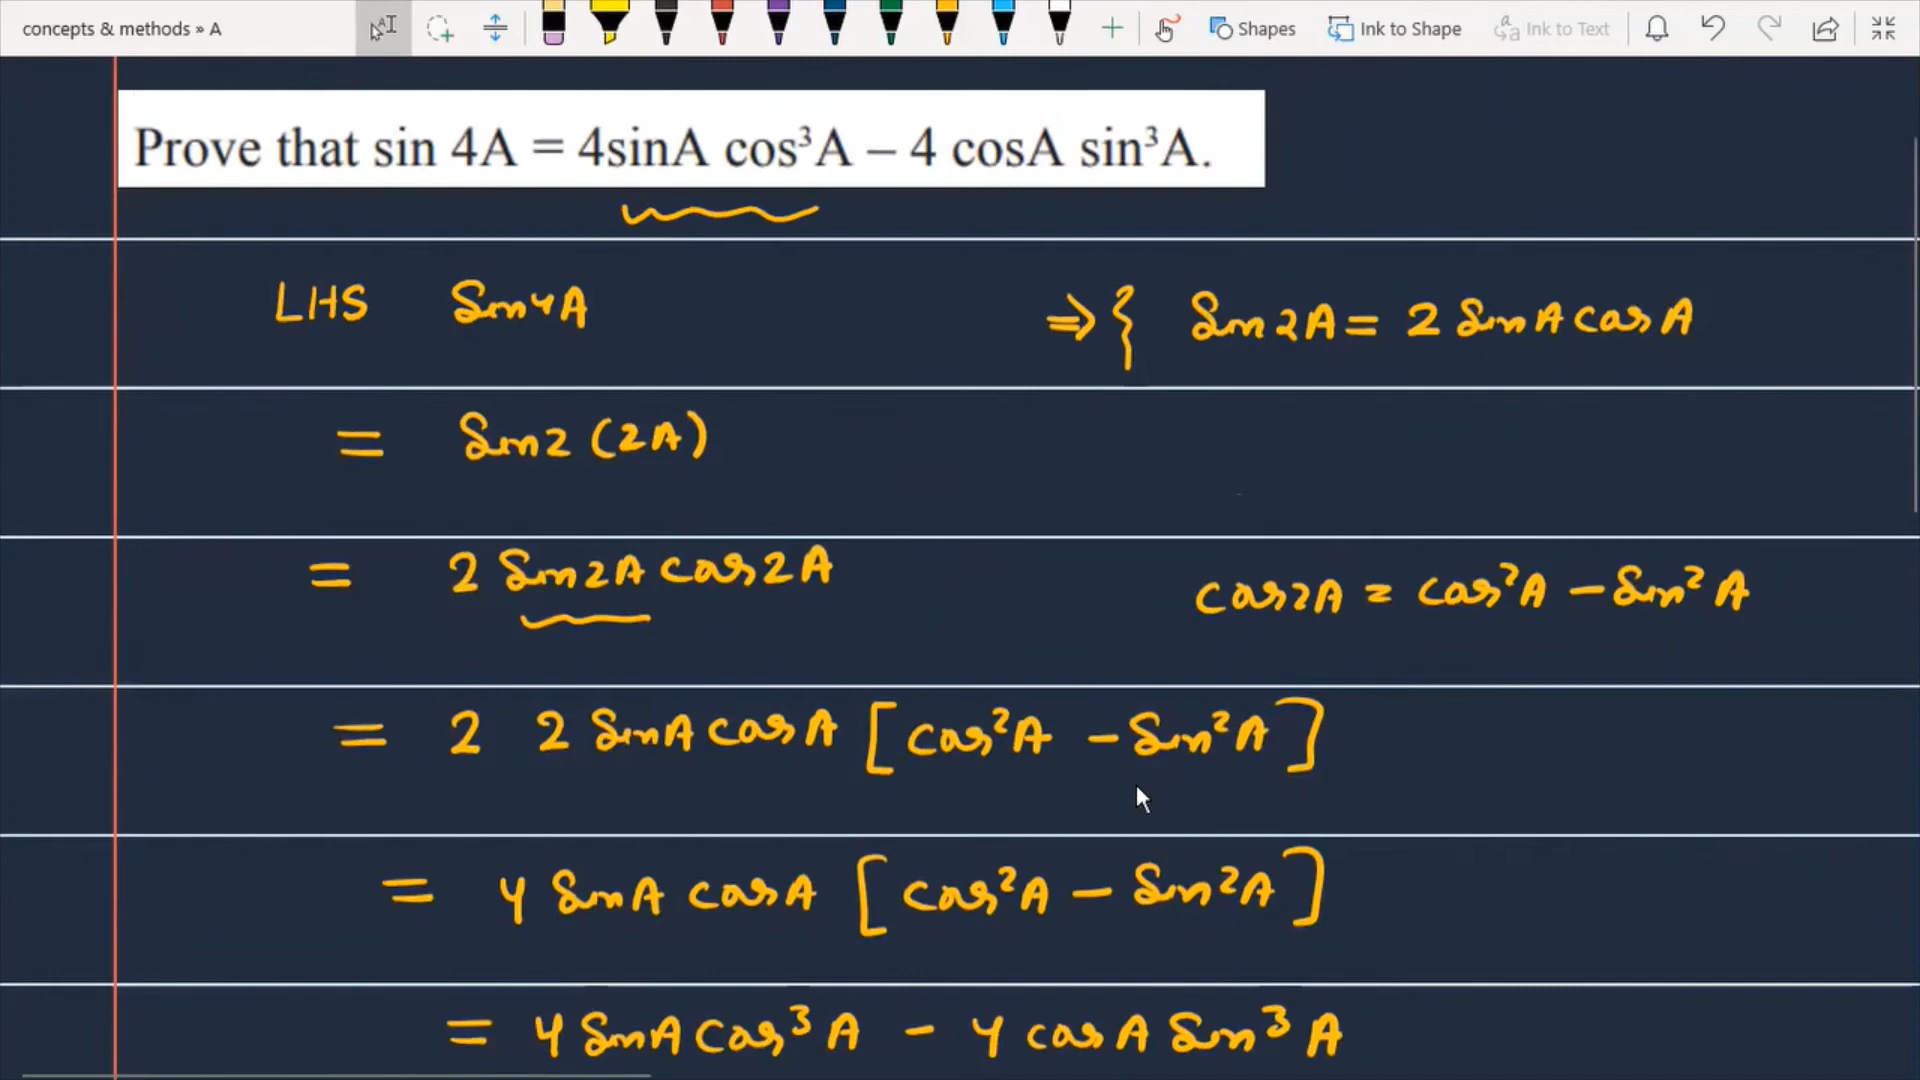 concepts & methods » A
Shapes
Ink to Shape
Ink to Text
Prove that sin 4A = 4sinA cos³A – 4 cosA sin³A.
LHS Sin4A
⇒ { Sin2A = 2 SinA cosA
= Sin2 (2A)
= 2 Sin2A cos2A
cos2A = cos²A – Sin²A
= 2 2 SinA cosA [cos²A – Sin²A]
= 4 SinA cosA [cos²A – Sin²A]
= 4 SinA cos³A – 4 cosA Sin³A